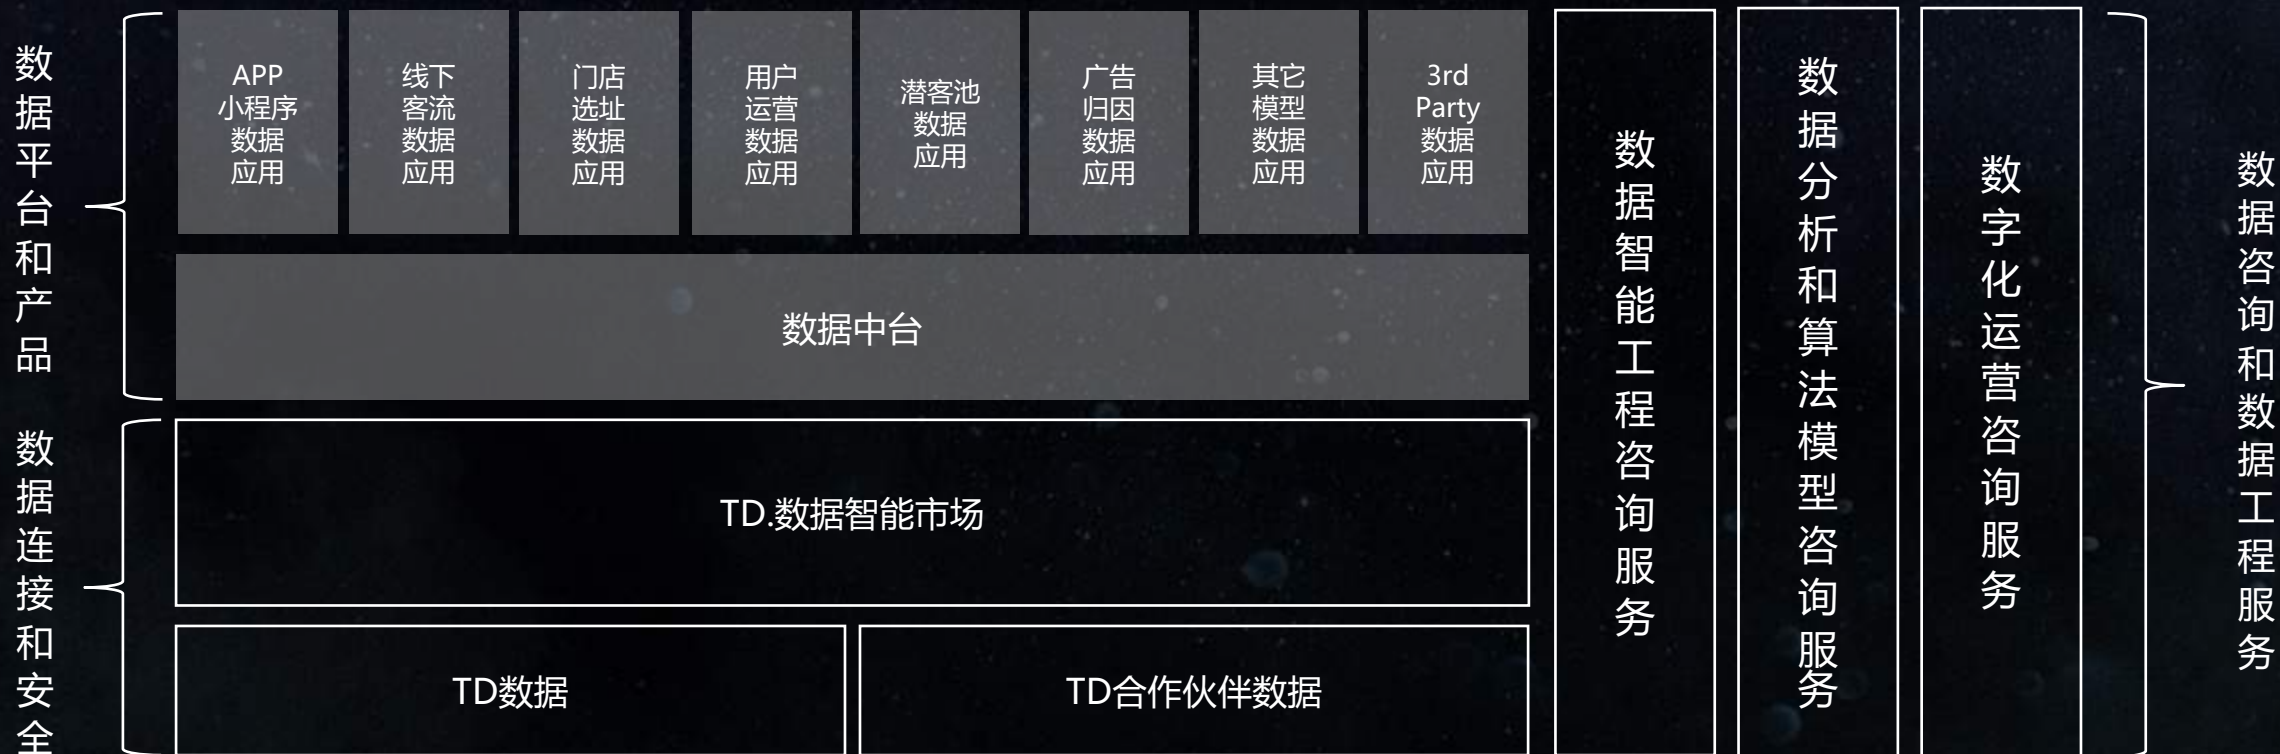 数据平台和产品
APP
小程序
数据
应用
线下
客流
数据
应用
门店
选址
数据
应用
用户
运营
数据
应用
潜客池
数据
应用
广告
归因
数据
应用
其它
模型
数据
应用
3rd
Party
数据
应用
数据中台
数据连接和安全
TD.数据智能市场
TD数据
TD合作伙伴数据
数据智能工程咨询服务
数据分析和算法模型咨询服务
数字化运营咨询服务
数据咨询和数据工程服务